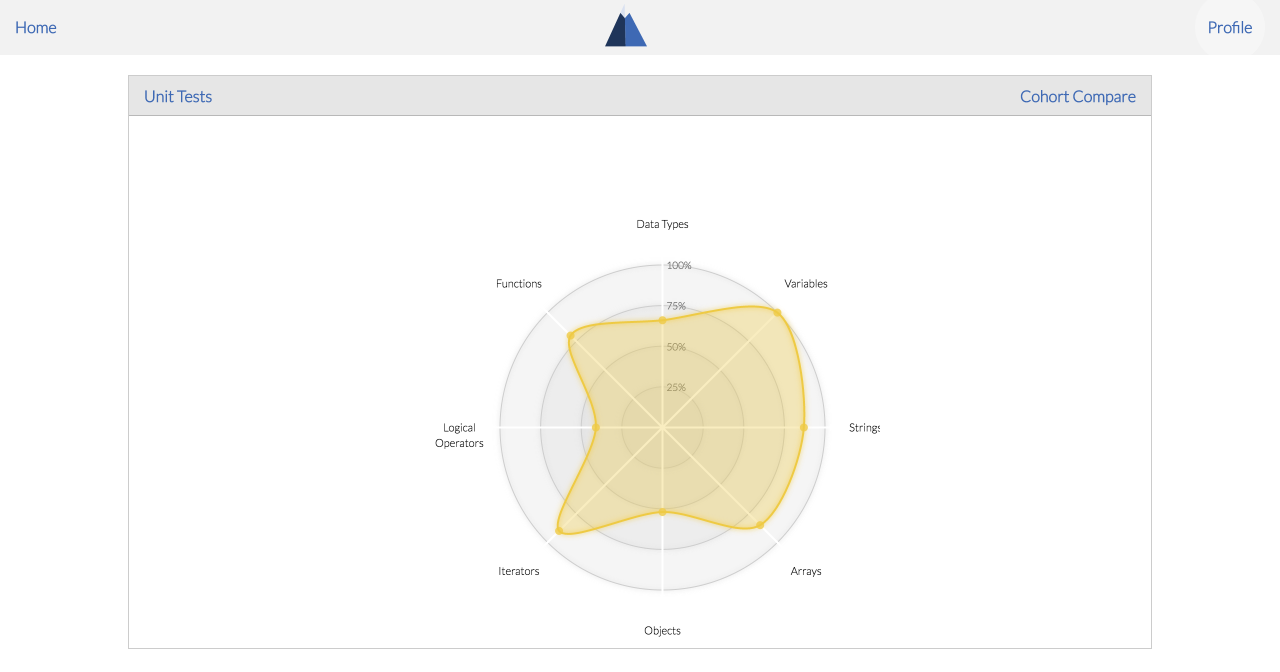 Home
Profile
Unit Tests
Cohort Compare
Data Types
100%
Functions
Variables
75%
50%
25%
Logical
Operators
Strings
Iterators
Arrays
Objects